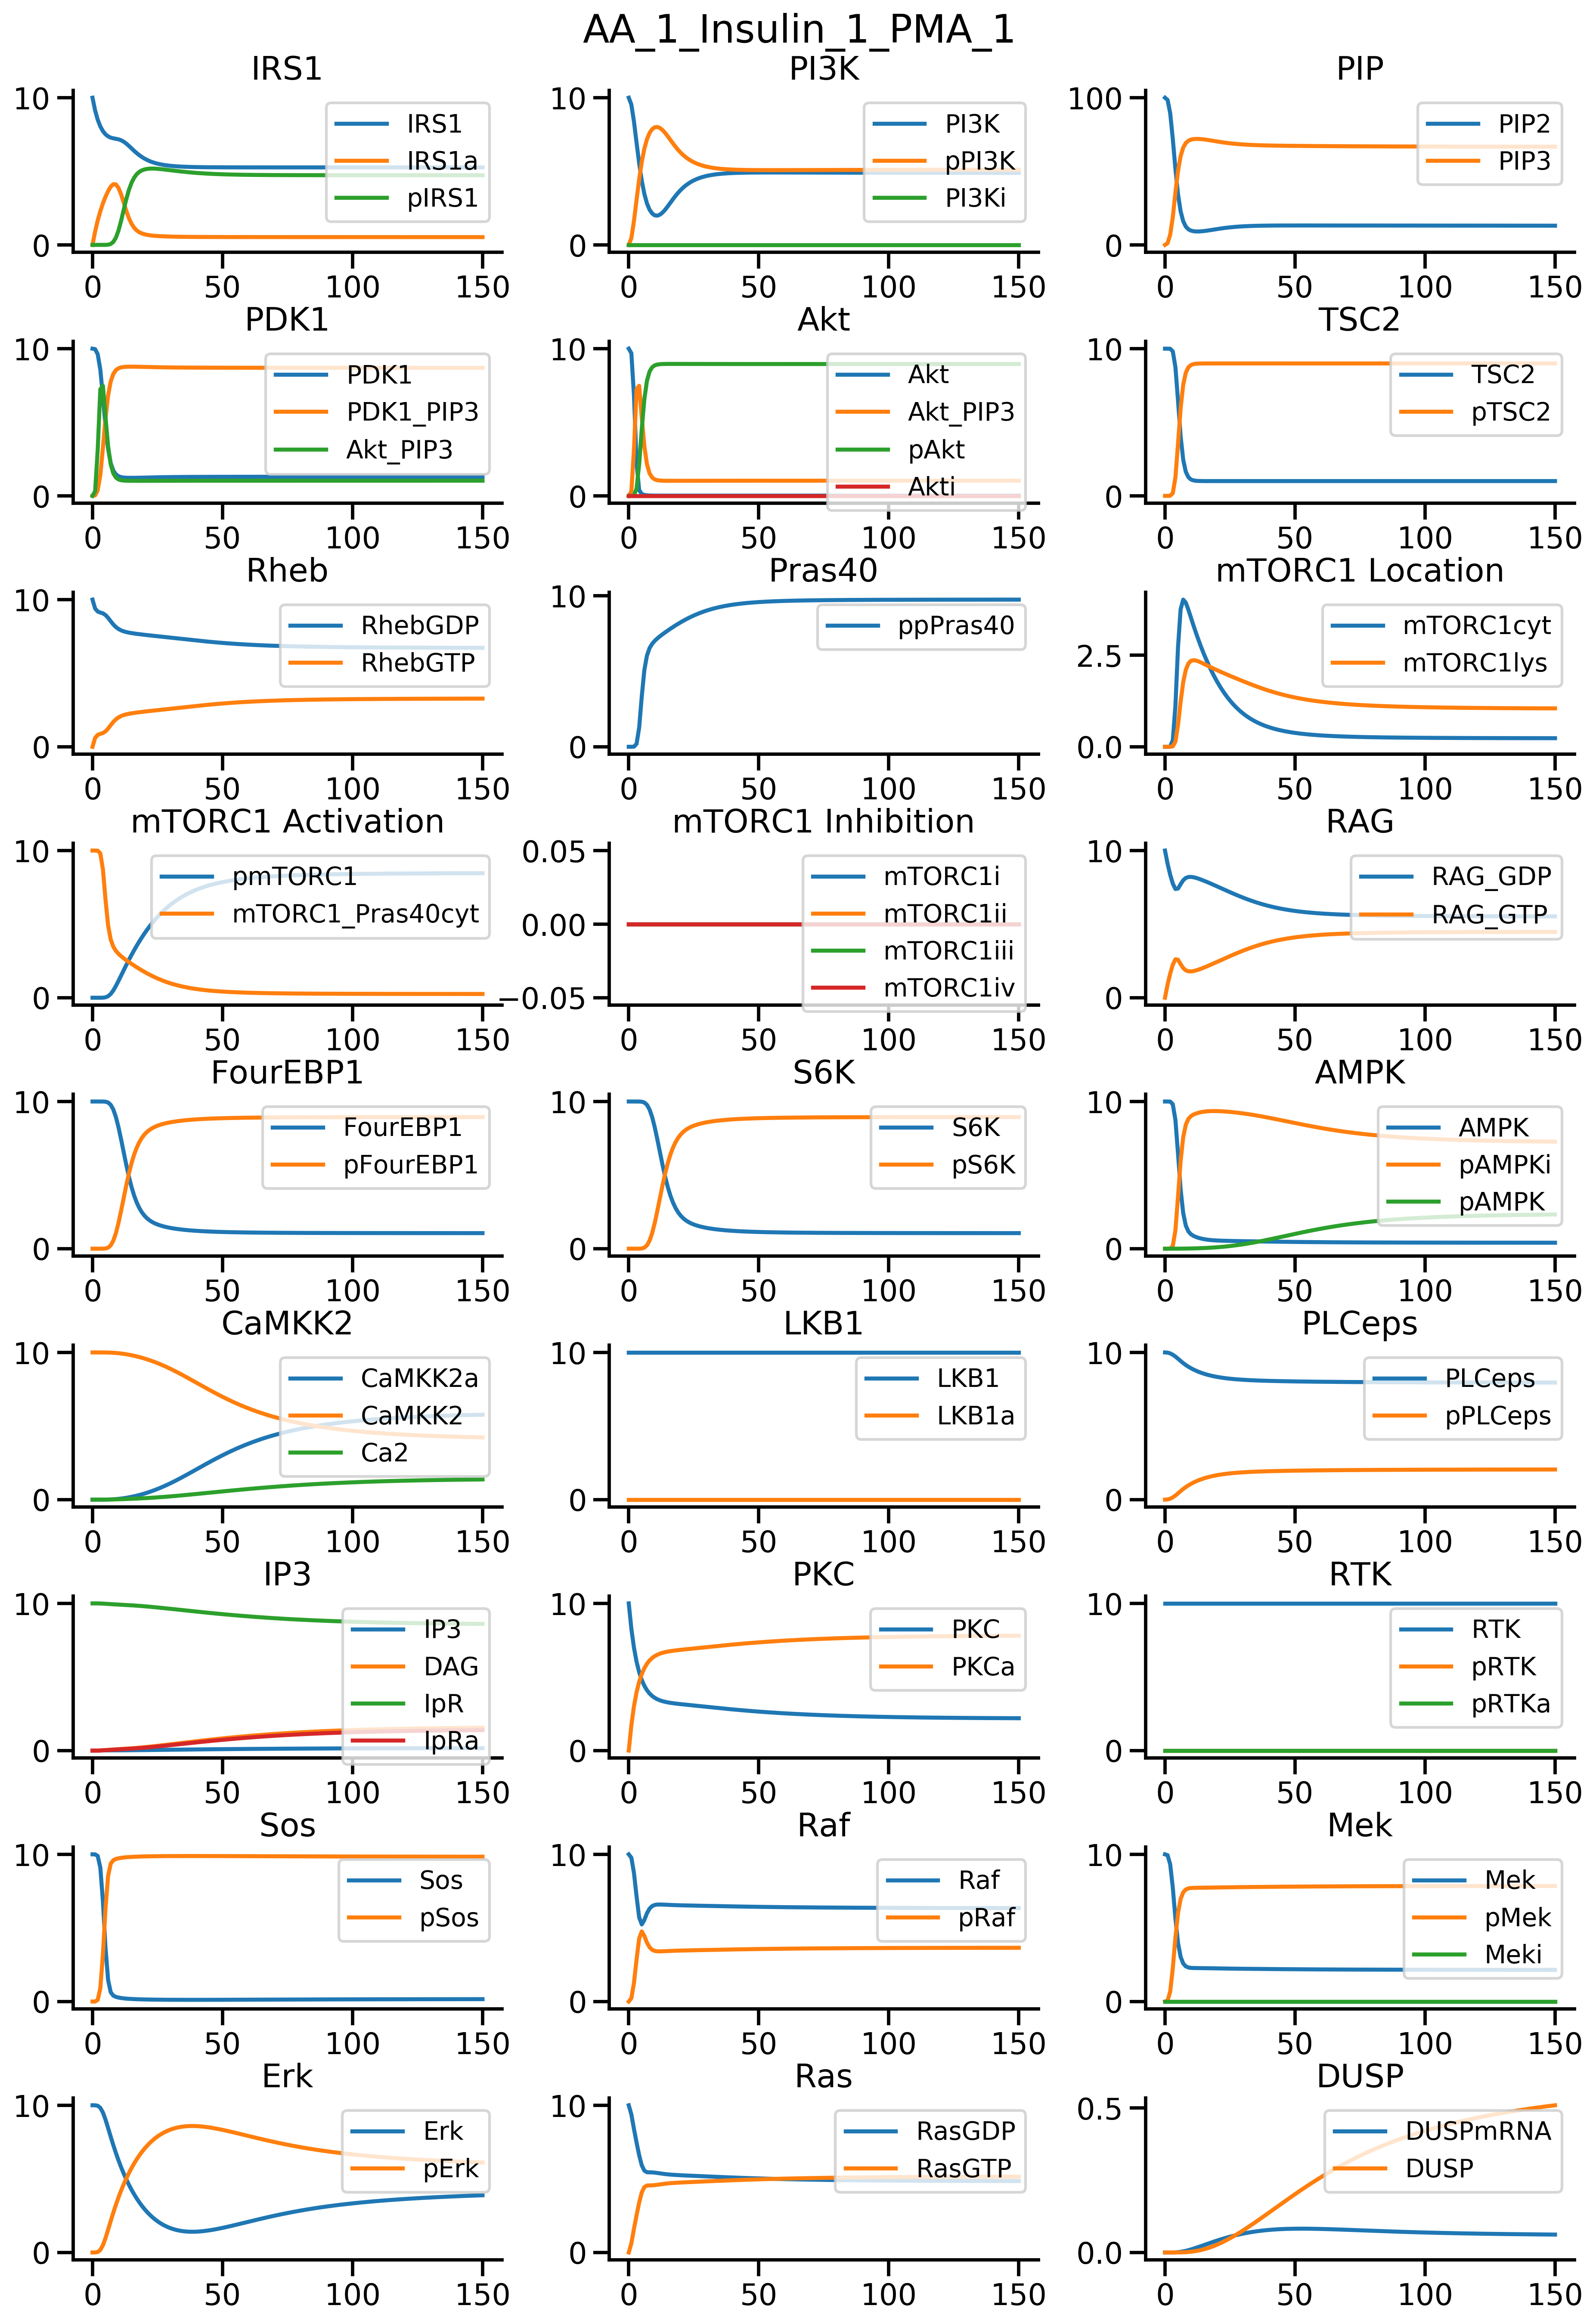 AA_1_Insulin_1_PMA_1
IRS1
10
0
0 50 100 150
IRS1
IRS1a
pIRS1
PI3K
10
0
0 50 100 150
PI3K
pPI3K
PI3Ki
PIP
100
0
0 50 100 150
PIP2
PIP3
PDK1
10
0
0 50 100 150
PDK1
PDK1_PIP3
Akt_PIP3
Akt
10
0
0 50 100 150
Akt
Akt_PIP3
pAkt
Akti
TSC2
10
0
0 50 100 150
TSC2
pTSC2
Rheb
10
0
0 50 100 150
RhebGDP
RhebGTP
Pras40
10
0
0 50 100 150
ppPras40
mTORC1 Location
2.5
0.0
0 50 100 150
mTORC1cyt
mTORC1lys
mTORC1 Activation
10
0
0 50 100 150
pmTORC1
mTORC1_Pras40cyt
mTORC1 Inhibition
0.05
0.00
−0.05
0 50 100 150
mTORC1i
mTORC1ii
mTORC1iii
mTORC1iv
RAG
10
0
0 50 100 150
RAG_GDP
RAG_GTP
FourEBP1
10
0
0 50 100 150
FourEBP1
pFourEBP1
S6K
10
0
0 50 100 150
S6K
pS6K
AMPK
10
0
0 50 100 150
AMPK
pAMPKi
pAMPK
CaMKK2
10
0
0 50 100 150
CaMKK2a
CaMKK2
Ca2
LKB1
10
0
0 50 100 150
LKB1
LKB1a
PLCeps
10
0
0 50 100 150
PLCeps
pPLCeps
IP3
10
0
0 50 100 150
IP3
DAG
IpR
IpRa
PKC
10
0
0 50 100 150
PKC
PKCa
RTK
10
0
0 50 100 150
RTK
pRTK
pRTKa
Sos
10
0
0 50 100 150
Sos
pSos
Raf
10
0
0 50 100 150
Raf
pRaf
Mek
10
0
0 50 100 150
Mek
pMek
Meki
Erk
10
0
0 50 100 150
Erk
pErk
Ras
10
0
0 50 100 150
RasGDP
RasGTP
DUSP
0.5
0.0
0 50 100 150
DUSPmRNA
DUSP